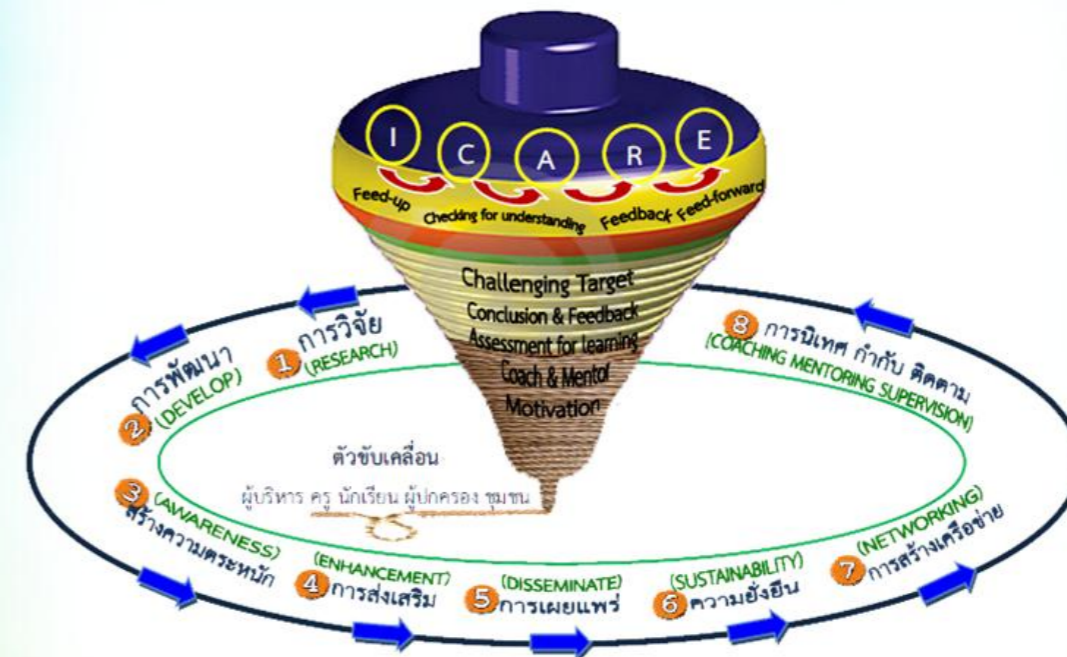 I C A R E
Feed-up
Checking for understanding
Feedback
Feed-forward
Challenging Target
Conclusion & Feedback
Assessment for learning
Coach & Mentor
Motivation
1 การวิจัย
(RESEARCH)
2 การพัฒนา
(DEVELOP)
3 (AWARENESS)
สร้างความตระหนัก
(ENHANCEMENT)
4 การส่งเสริม
(DISSEMINATE)
5 การเผยแพร่
(SUSTAINABILITY)
6 ความยั่งยืน
(NETWORKING)
7 การสร้างเครือข่าย
8 การนิเทศ กำกับ ติดตาม
(COACHING MENTORING SUPERVISION)
ตัวขับเคลื่อน
ผู้บริหาร ครู นักเรียน ผู้ปกครอง ชุมชน